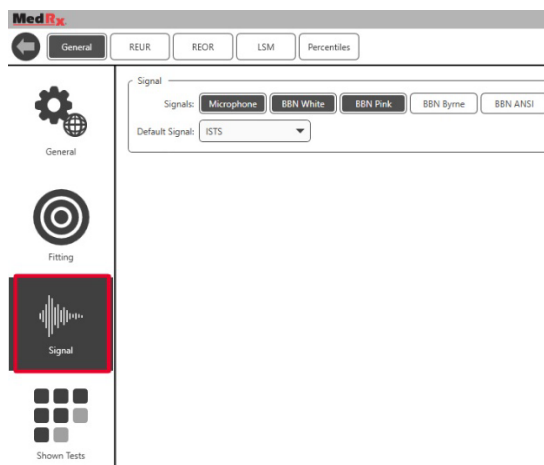 MedRx
General REUR REOR LSM Percentiles
Signal
Signals: Microphone BBN White BBN Pink BBN Byrne BBN ANSI
Default Signal: ISTS
General
Fitting
Signal
Shown Tests